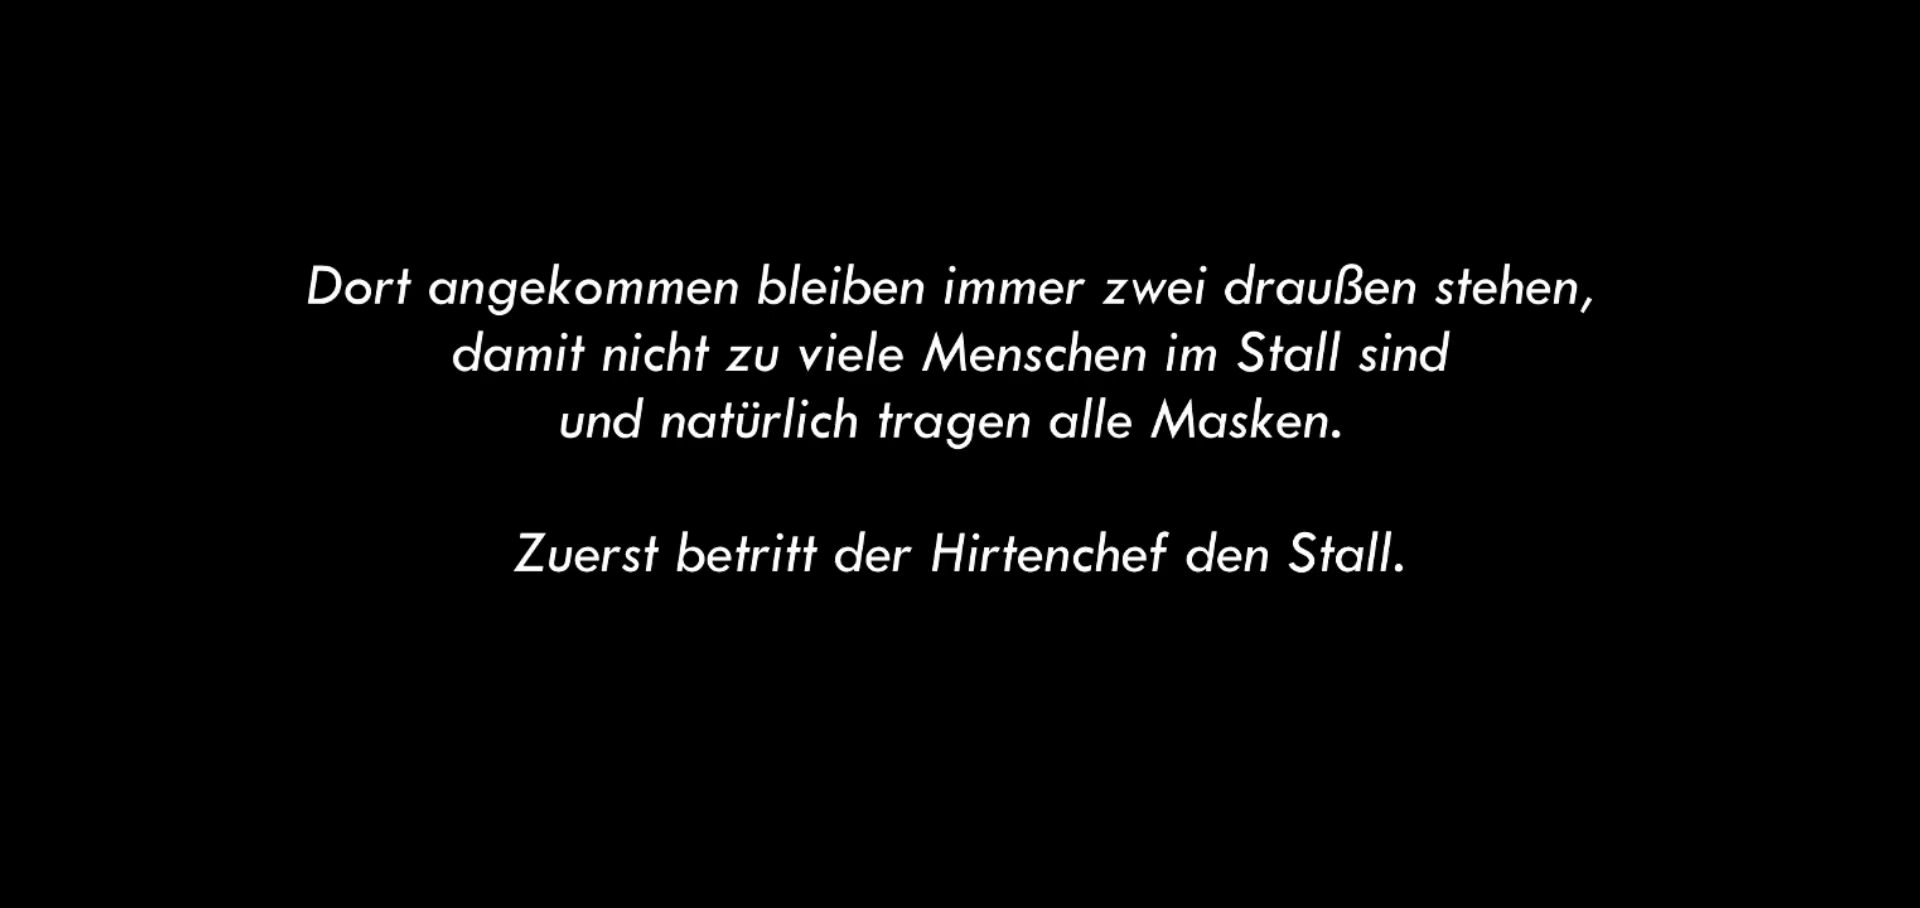 Dort angekommen bleiben immer zwei draußen stehen,
damit nicht zu viele Menschen im Stall sind
und natürlich tragen alle Masken.
Zuerst betritt der Hirtenchef den Stall.